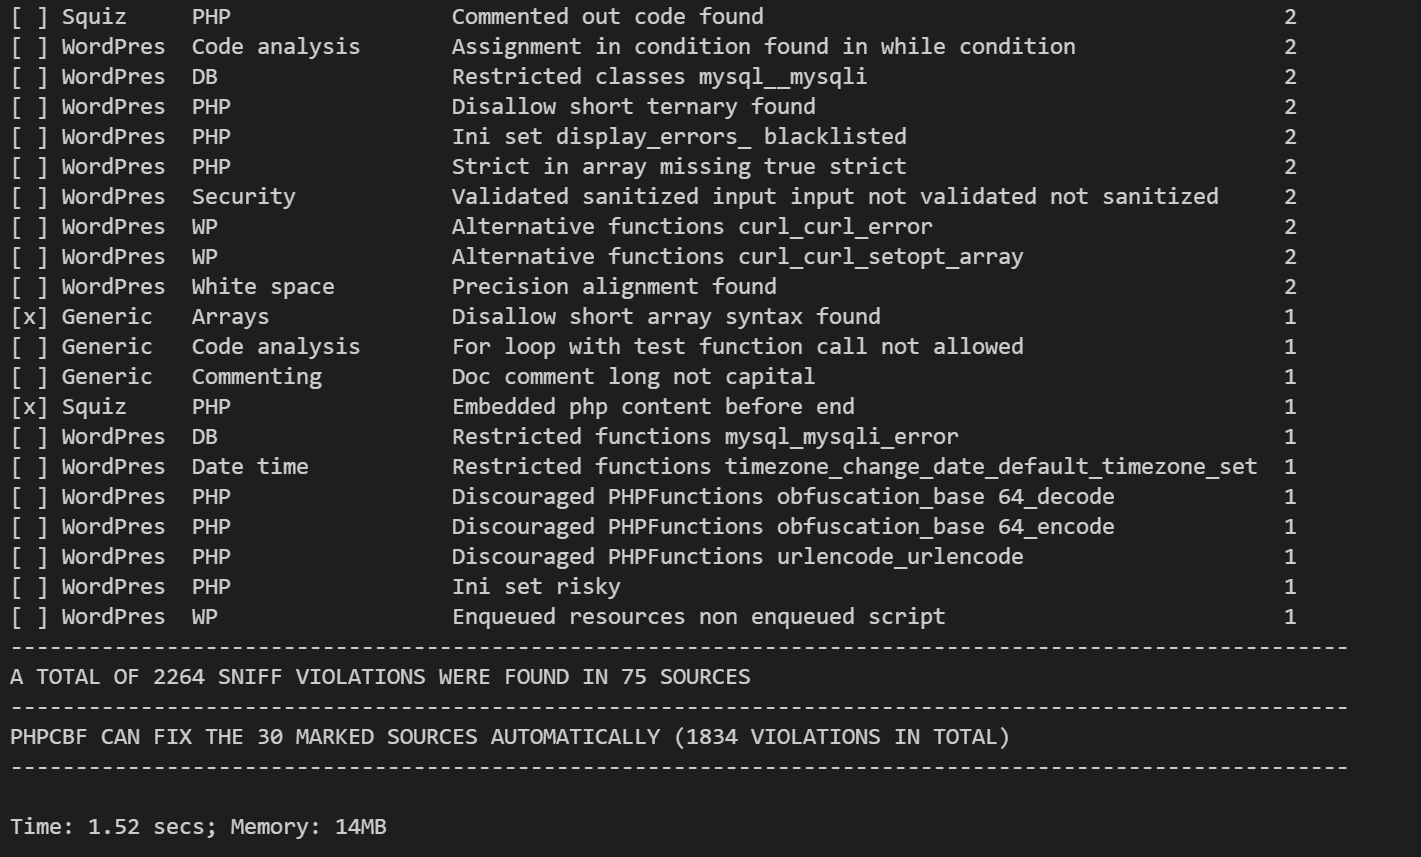 [ ] Squiz     PHP                 Commented out code found                                        2
[ ] WordPres  Code analysis       Assignment in condition found in while condition                2
[ ] WordPres  DB                  Restricted classes mysql__mysqli                                2
[ ] WordPres  PHP                 Disallow short ternary found                                    2
[ ] WordPres  PHP                 Ini set display_errors_ blacklisted                             2
[ ] WordPres  PHP                 Strict in array missing true strict                             2
[ ] WordPres  Security            Validated sanitized input input not validated not sanitized     2
[ ] WordPres  WP                  Alternative functions curl_curl_error                           2
[ ] WordPres  WP                  Alternative functions curl_curl_setopt_array                    2
[ ] WordPres  White space         Precision alignment found                                       2
[x] Generic   Arrays              Disallow short array syntax found                               1
[ ] Generic   Code analysis       For loop with test function call not allowed                    1
[ ] Generic   Commenting          Doc comment long not capital                                    1
[x] Squiz     PHP                 Embedded php content before end                                 1
[ ] WordPres  DB                  Restricted functions mysql_mysqli_error                         1
[ ] WordPres  Date time           Restricted functions timezone_change_date_default_timezone_set  1
[ ] WordPres  PHP                 Discouraged PHPFunctions obfuscation_base 64_decode             1
[ ] WordPres  PHP                 Discouraged PHPFunctions obfuscation_base 64_encode             1
[ ] WordPres  PHP                 Discouraged PHPFunctions urlencode_urlencode                    1
[ ] WordPres  PHP                 Ini set risky                                                   1
[ ] WordPres  WP                  Enqueued resources non enqueued script                          1
-------------------------------------------------------------------------------------------------------
A TOTAL OF 2264 SNIFF VIOLATIONS WERE FOUND IN 75 SOURCES
-------------------------------------------------------------------------------------------------------
PHPCBF CAN FIX THE 30 MARKED SOURCES AUTOMATICALLY (1834 VIOLATIONS IN TOTAL)
-------------------------------------------------------------------------------------------------------
Time: 1.52 secs; Memory: 14MB